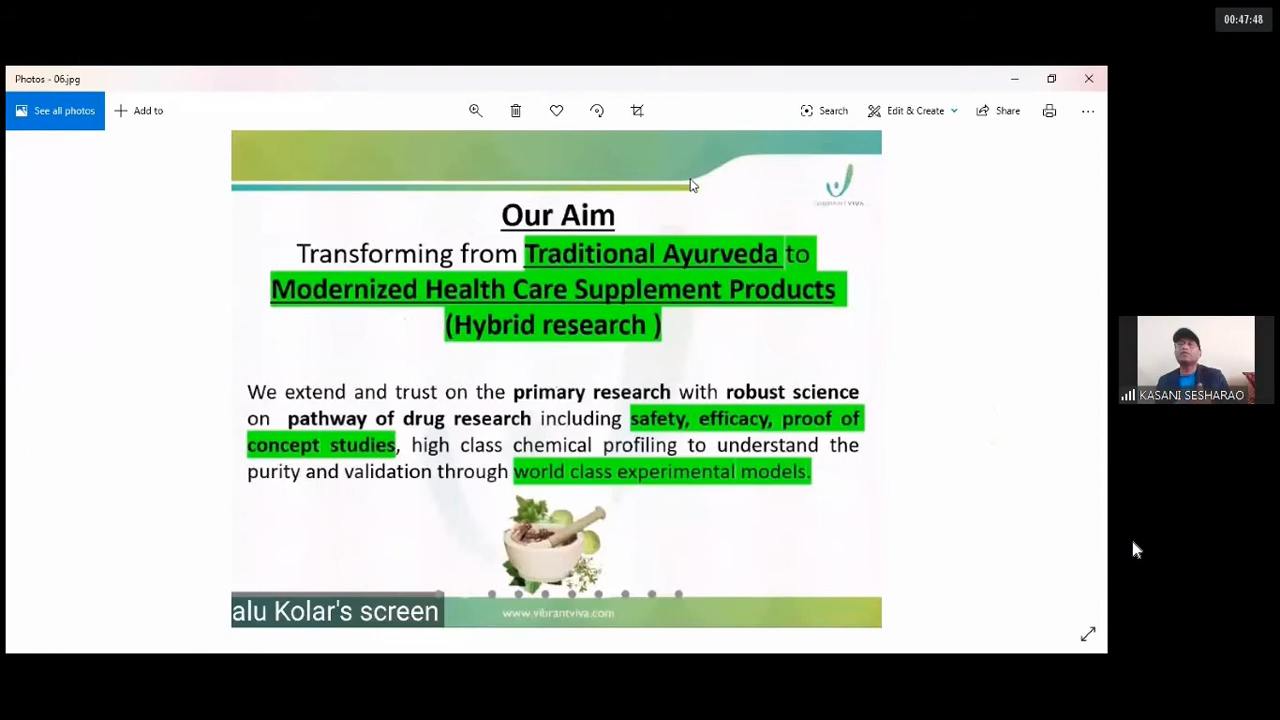 00:47:48
Photos - 06.jpg
See all photos
Add to
Search
Edit & Create
Share
VIBRANT VIVA
Our Aim
Transforming from Traditional Ayurveda to
Modernized Health Care Supplement Products
(Hybrid research )
We extend and trust on the primary research with robust science
on pathway of drug research including safety, efficacy, proof of
concept studies, high class chemical profiling to understand the
purity and validation through world class experimental models.
KASANI SESHARAO
alu Kolar's screen
www.vibrantviva.com